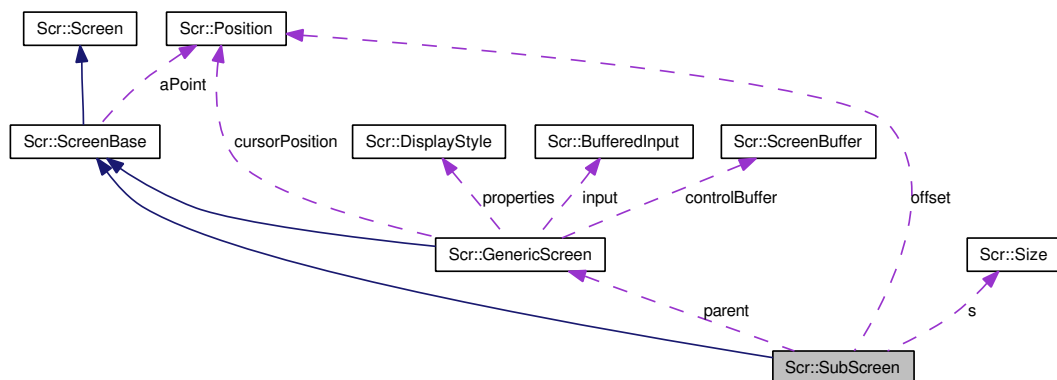 Scr::Screen
Scr::Position
aPoint
Scr::ScreenBase
cursorPosition
Scr::DisplayStyle
Scr::BufferedInput
Scr::ScreenBuffer
properties
input
controlBuffer
offset
Scr::GenericScreen
Scr::Size
parent
s
Scr::SubScreen